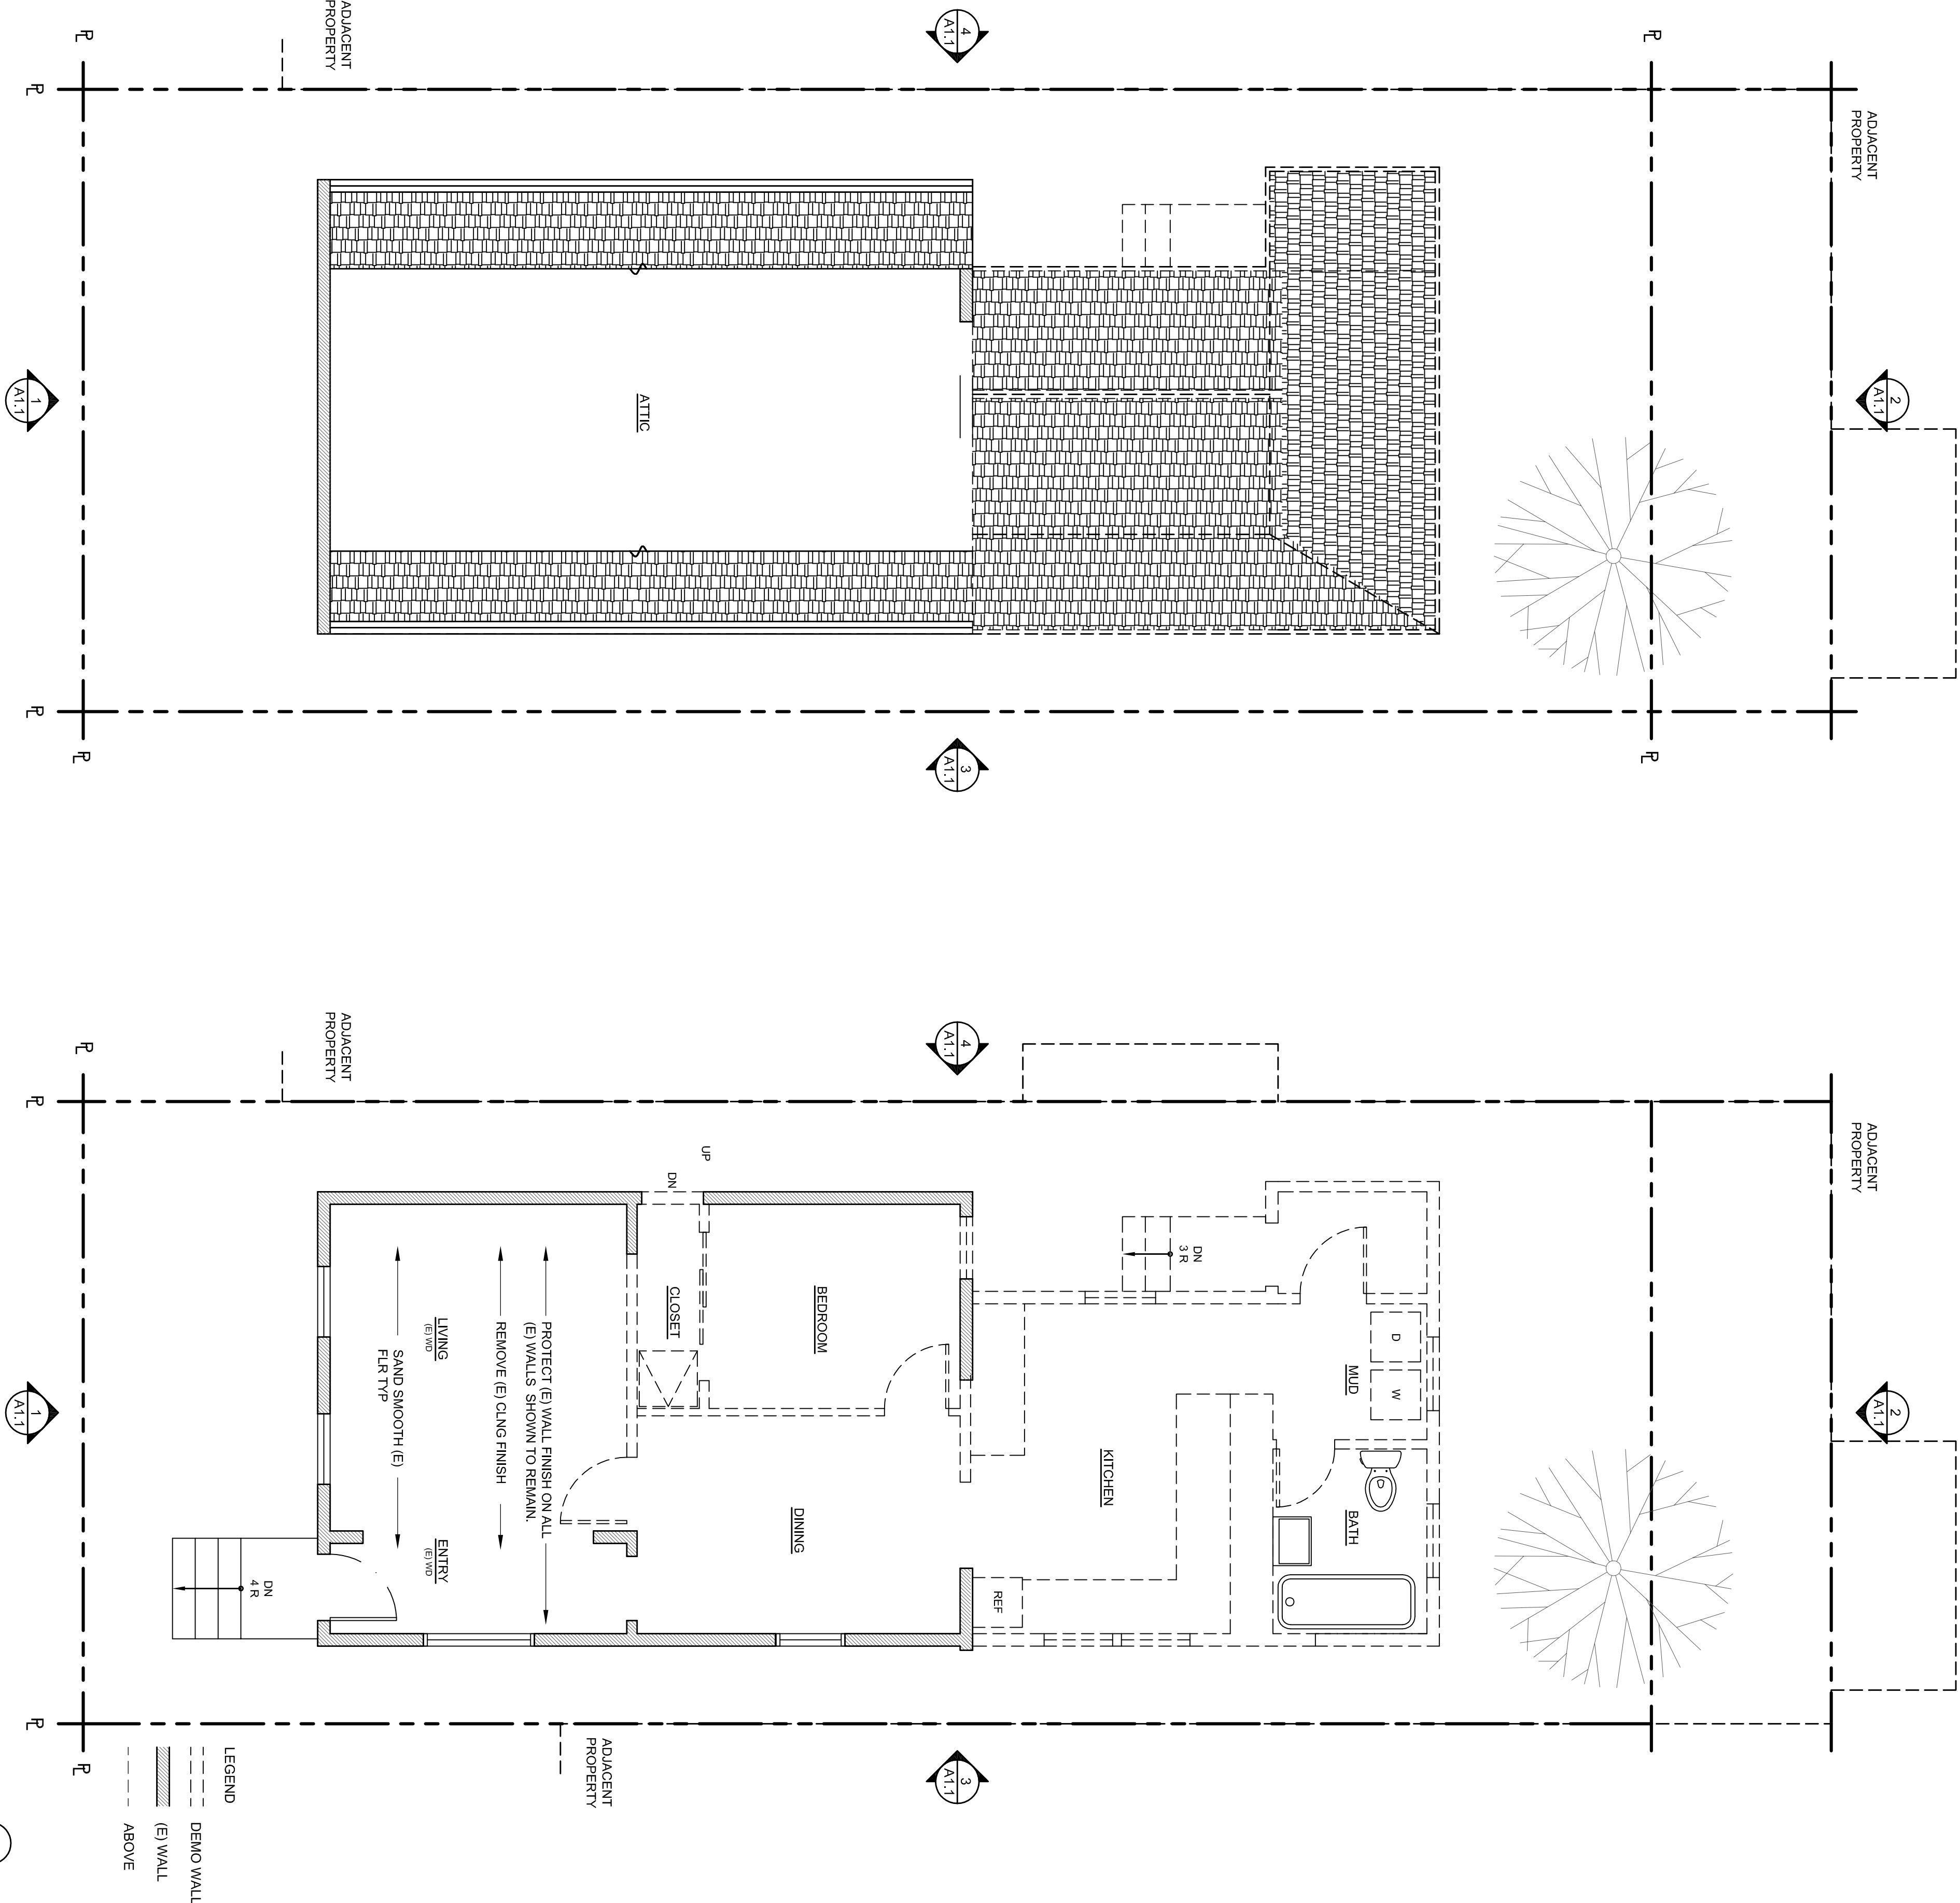 ADJACENT
PROPERTY
PL
PL
PL
PL
PL
PL
4
A1.1
ADJACENT
PROPERTY
2
A1.1
1
A1.1
ATTIC
3
A1.1
ADJACENT
PROPERTY
PL
PL
PL
PL
4
A1.1
ADJACENT
PROPERTY
2
A1.1
1
A1.1
UP
DN
DN
3 R
D
W
MUD
BATH
KITCHEN
BEDROOM
CLOSET
DINING
REF
PROTECT (E) WALL FINISH ON ALL
(E) WALLS SHOWN TO REMAIN.
REMOVE (E) CLNG FINISH
LIVING
(E) WD
SAND SMOOTH (E)
FLR TYP
ENTRY
(E) WD
DN
4 R
3
A1.1
ADJACENT
PROPERTY
LEGEND
DEMO WALL
(E) WALL
ABOVE